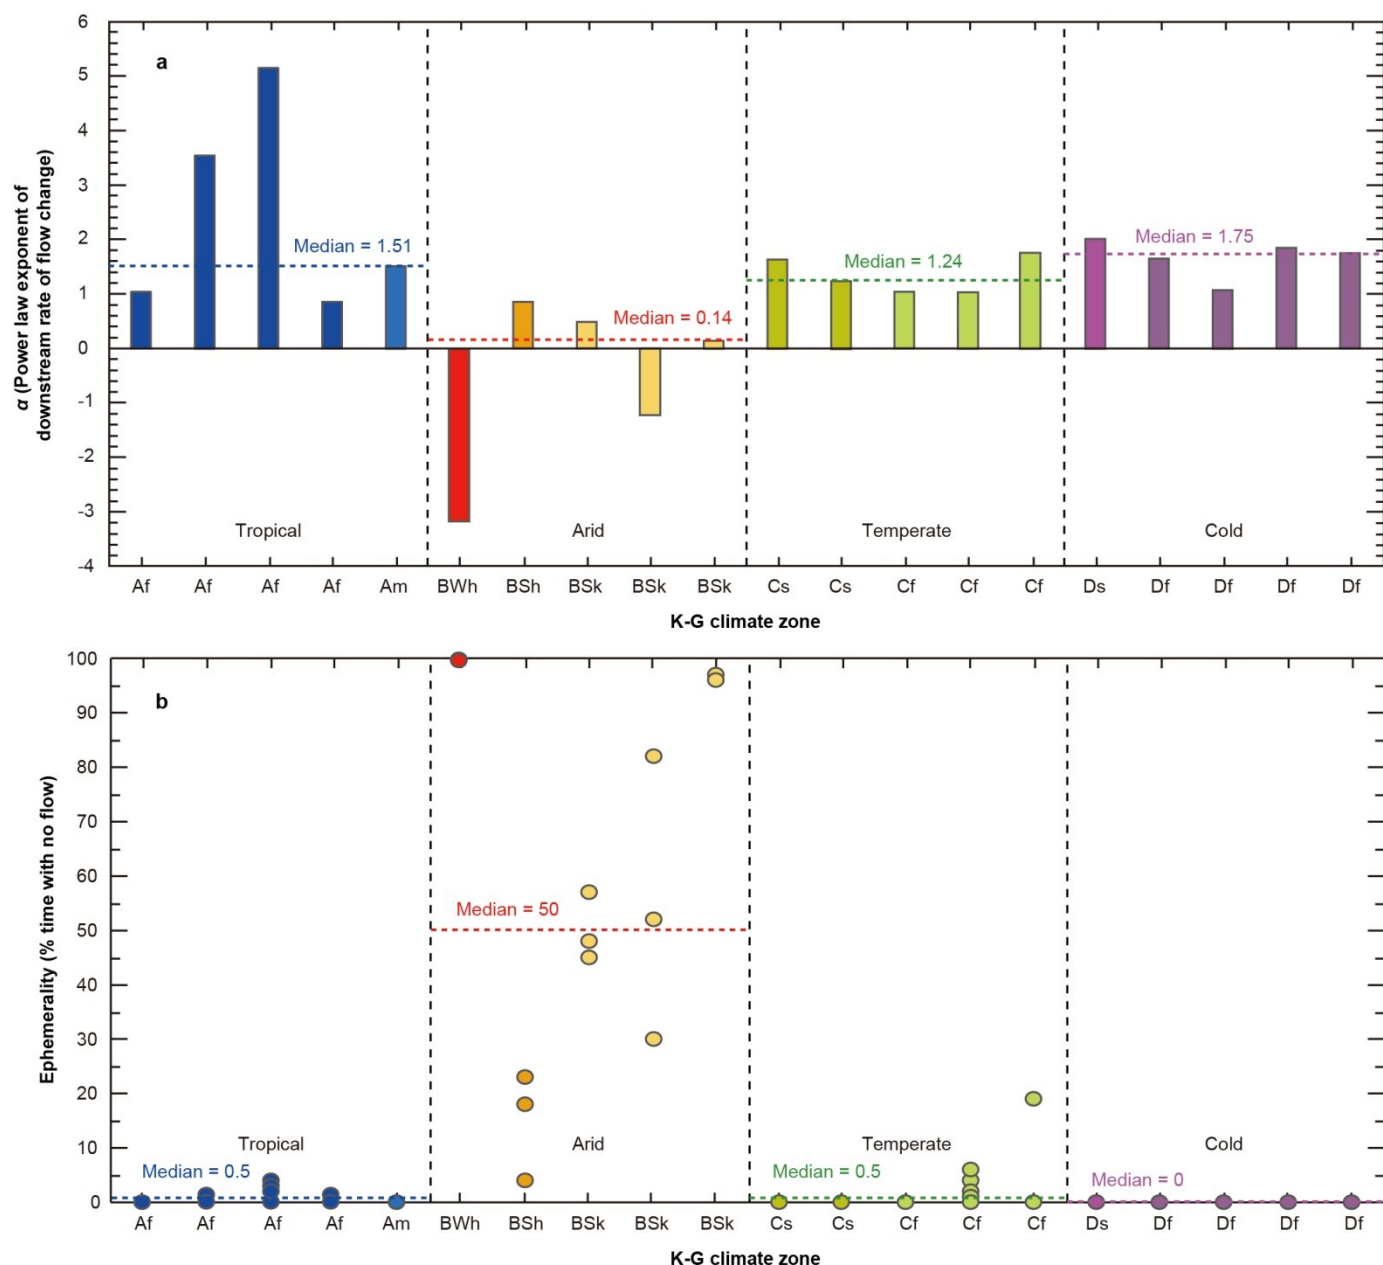 6
5
4
3
2
1
0
-1
-2
-3
-4
α (Power law exponent of
downstream rate of flow change)
a
Median = 1.51
Median = 0.14
Median = 1.24
Median = 1.75
Tropical Arid Temperate Cold
Af Af Af Af Am BWh BSh BSk BSk BSk Cs Cs Cf Cf Cf Ds Df Df Df Df
K-G climate zone
100
90
80
70
60
50
40
30
20
10
0
Ephemerality (% time with no flow)
b
Median = 50
Tropical Arid Temperate Cold
Median = 0.5
Median = 0.5
Median = 0
Af Af Af Af Am BWh BSh BSk BSk BSk Cs Cs Cf Cf Cf Ds Df Df Df Df
K-G climate zone